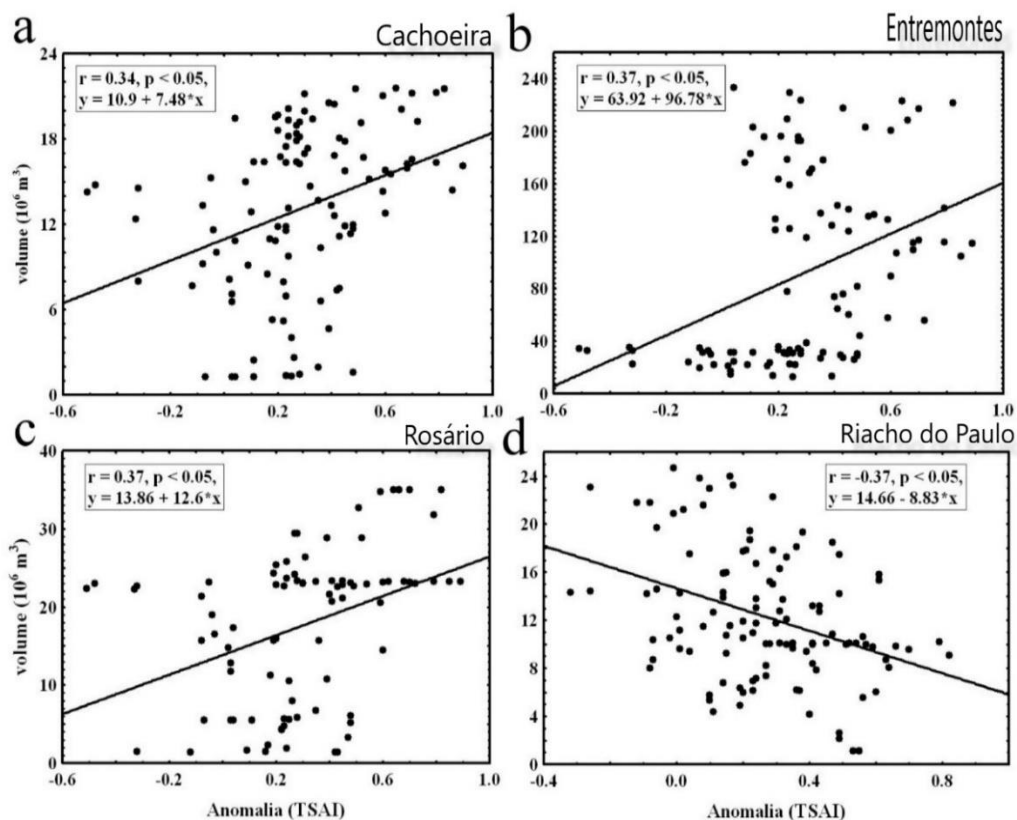 a
Cachoeira
r = 0.34, p < 0.05,
y = 10.9 + 7.48*x
volume (10⁶ m³)
24
18
12
6
0
-0.6
-0.2
0.2
0.6
1.0
b
Entremontes
r = 0.37, p < 0.05,
y = 63.92 + 96.78*x
240
200
160
120
80
40
0
-0.6
-0.2
0.2
0.6
1.0
c
Rosário
r = 0.37, p < 0.05,
y = 13.86 + 12.6*x
volume (10⁶ m³)
40
30
20
10
0
-0.6
-0.2
0.2
0.6
1.0
Anomalia (TSAI)
d
Riacho do Paulo
r = -0.37, p < 0.05,
y = 14.66 - 8.83*x
24
20
16
12
8
4
0
-0.4
0.0
0.4
0.8
Anomalia (TSAI)